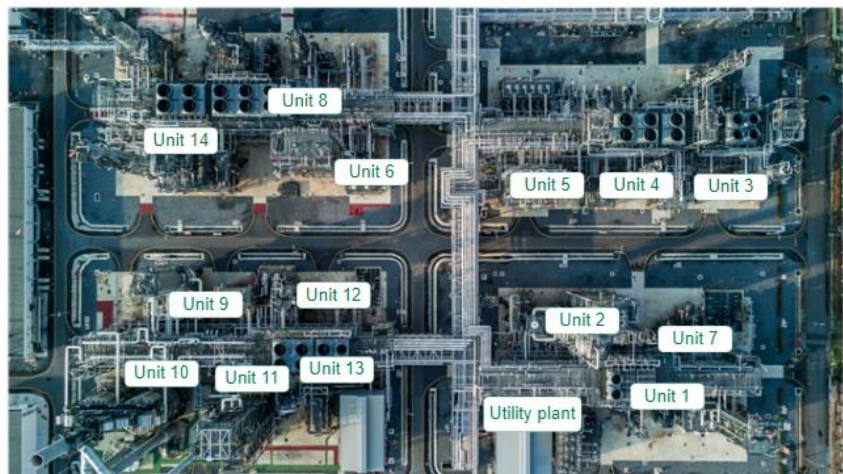 Unit 8
Unit 14
Unit 6
Unit 5
Unit 4
Unit 3
Unit 9
Unit 12
Unit 2
Unit 7
Unit 10
Unit 11
Unit 13
Utility plant
Unit 1